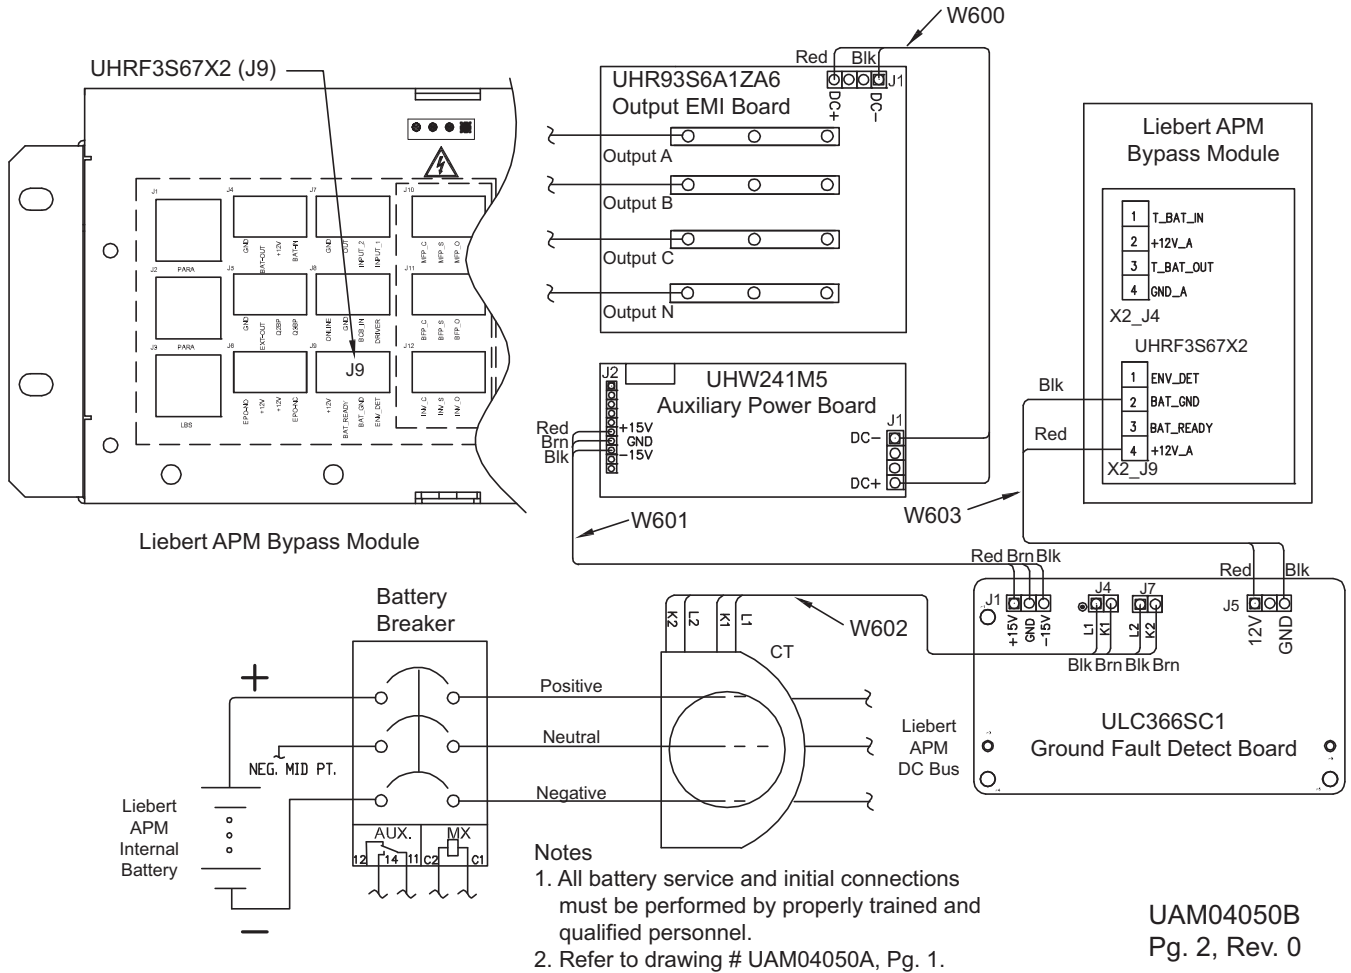 W600
UHRF3S67X2 (J9)
Red Blk
UHR93S6A1ZA6
Output EMI Board
J1
DC+
DC-
Output A
Output B
Output C
Output N
Liebert APM
Bypass Module
1 T_BAT_IN
2 +12V_A
3 T_BAT_OUT
4 GND_A
X2_J4
UHRF3S67X2
1 ENV_DET
2 BAT_GND
3 BAT_READY
4 +12V_A
X2_J9
Blk
Red
J1
PARA
J2
PARA
J3
LBS
J4
GND
BAT-OUT
+12V
BAT-IN
J5
GND
EXT-OUT
Q2BP
Q3BP
J6
EPO-NO
+12V
+12V
EPO-NC
J7
GND
OUT
INPUT_2
INPUT_1
J8
ONLINE
GND
BCB_IN
DRIVER
J9
J9
+12V
BAT_READY
BAT_GND
ENV_DET
J10
MFP_C
MFP_S
MFP_O
J11
BFP_C
BFP_S
BFP_O
J12
INV_C
INV_S
INV_O
Liebert APM Bypass Module
J2
UHW241M5
Auxiliary Power Board
J1
Red
Brn
Blk
+15V
GND
-15V
DC-
DC+
W601
W603
Red Brn Blk
Red Blk
J1
+15V
GND
-15V
J4
L1
K1
J7
L2
K2
J5
12V
GND
Blk Brn Blk Brn
ULC366SC1
Ground Fault Detect Board
Battery
Breaker
K2
L2
K1
L1
W602
CT
+
Positive
Neutral
Negative
NEG. MID PT.
Liebert
APM
DC Bus
Liebert
APM
Internal
Battery
AUX. MX
12 14 11 C2 C1
Notes
1. All battery service and initial connections
must be performed by properly trained and
qualified personnel.
2. Refer to drawing # UAM04050A, Pg. 1.
UAM04050B
Pg. 2, Rev. 0